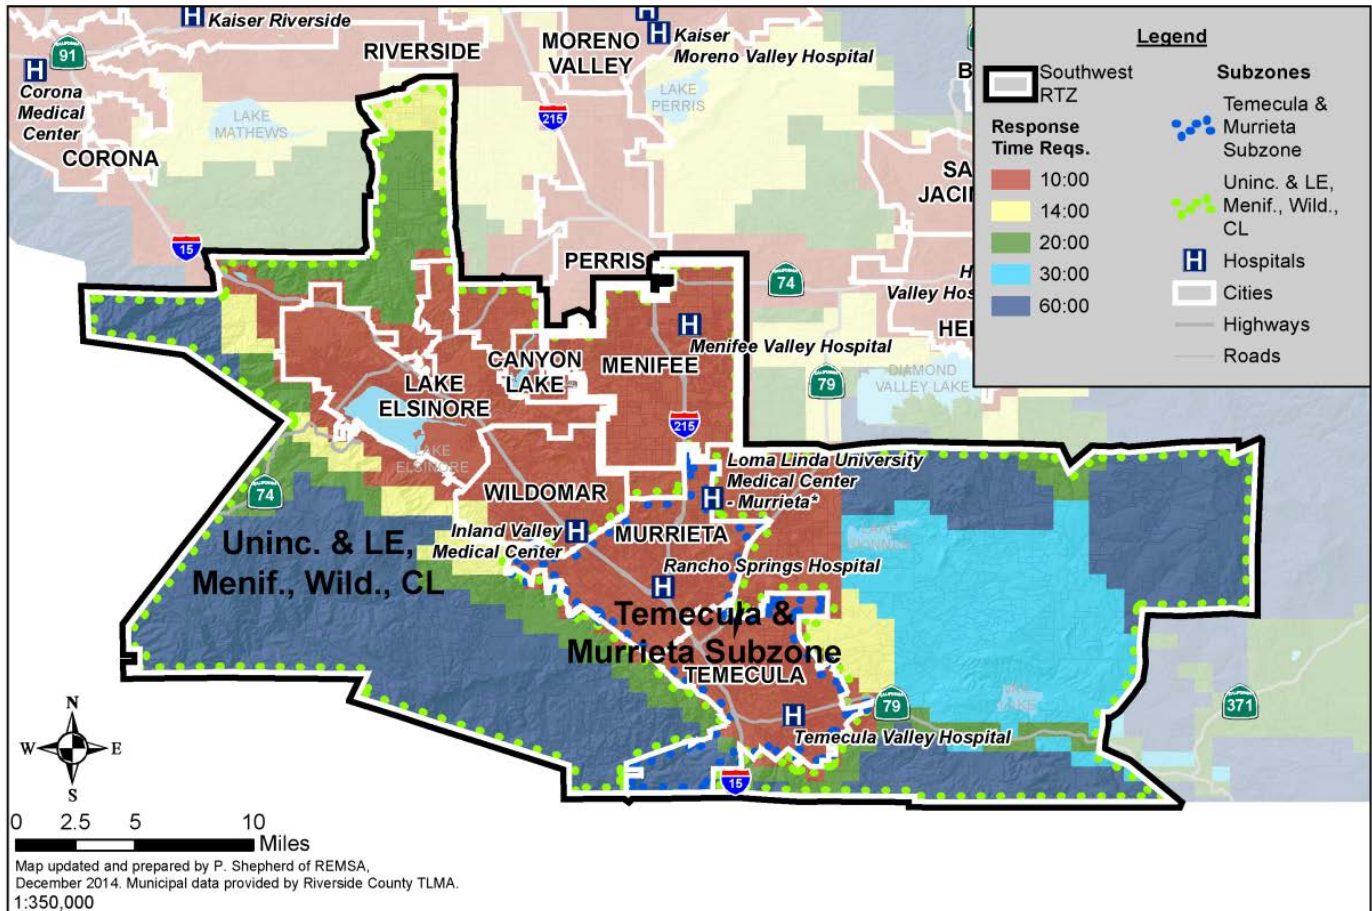 Kaiser Riverside
91
Corona
Medical
Center
CORONA
RIVERSIDE
LAKE
MATHEWS
MORENO
VALLEY
Kaiser
Moreno Valley Hospital
LAKE
PERRIS
215
15
PERRIS
74
SA
JACIN
H
Valley Hos
HE
79
DIAMOND
VALLEY LAKE
CANYON
LAKE
MENIFEE
Menifee Valley Hospital
LAKE
ELSINORE
LAKE
ELSINORE
215
74
WILDOMAR
Loma Linda University
Medical Center
- Murrieta*
Inland Valley
Medical Center
MURRIETA
Rancho Springs Hospital
Uninc. & LE,
Menif., Wild., CL
Temecula &
Murrieta Subzone
TEMECULA
79
371
Temecula Valley Hospital
15
Legend
Southwest
RTZ
Response
Time Reqs.
10:00
14:00
20:00
30:00
60:00
Subzones
Temecula &
Murrieta
Subzone
Uninc. & LE,
Menif., Wild.,
CL
Hospitals
Cities
Highways
Roads
N
W E
S
0 2.5 5 10
Miles
Map updated and prepared by P. Shepherd of REMSA,
December 2014. Municipal data provided by Riverside County TLMA.
1:350,000